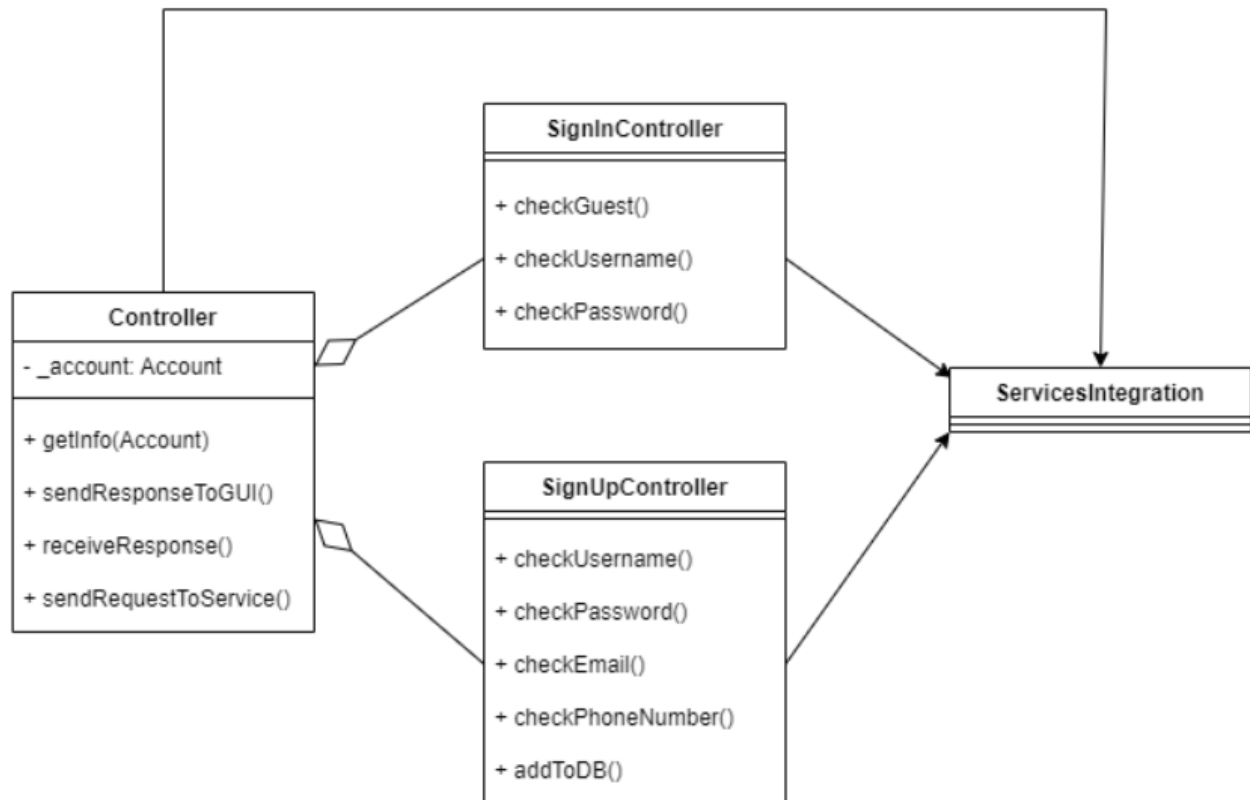 SignInController
+ checkGuest()
+ checkUsername()
+ checkPassword()
Controller
- _account: Account
+ getInfo(Account)
+ sendResponseToGUI()
+ receiveResponse()
+ sendRequestToService()
ServicesIntegration
SignUpController
+ checkUsername()
+ checkPassword()
+ checkEmail()
+ checkPhoneNumber()
+ addToDB()